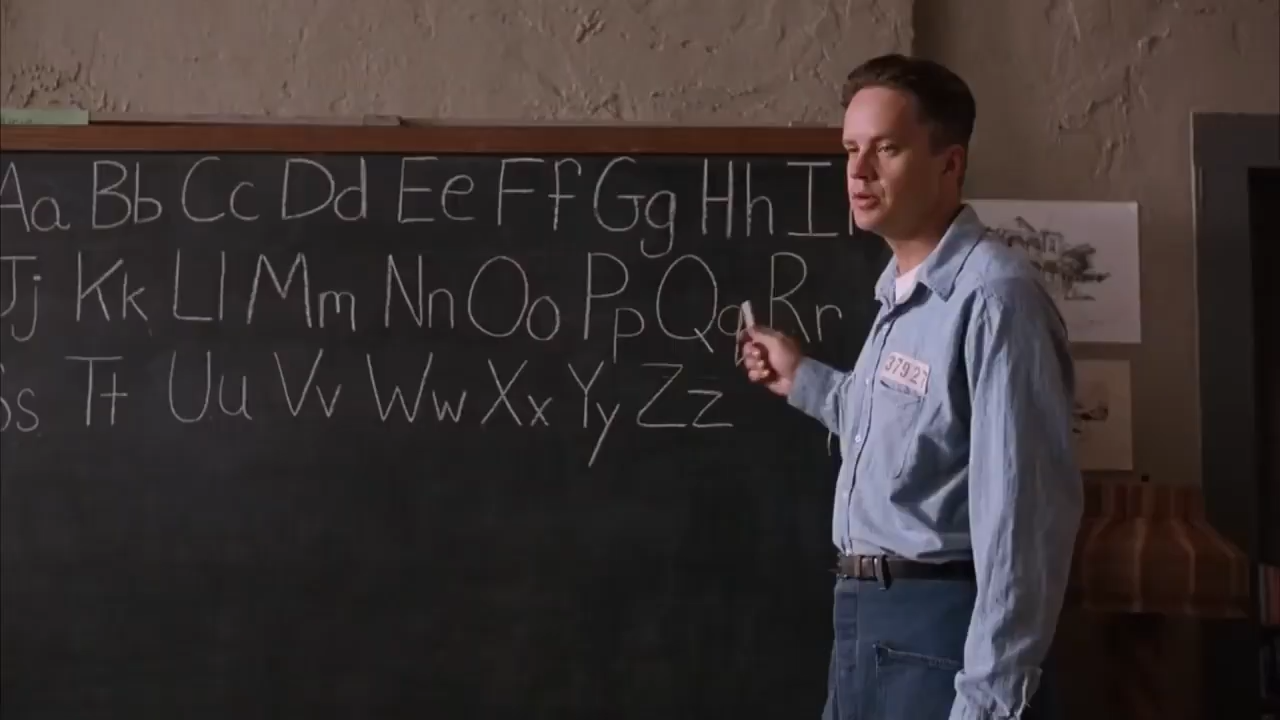 Aa Bb Cc Dd Ee Ff Gg Hh I
Jj Kk Ll Mm Nn Oo Pp Qq Rr
Ss Tt Uu Vv Ww Xx Yy Zz
37927